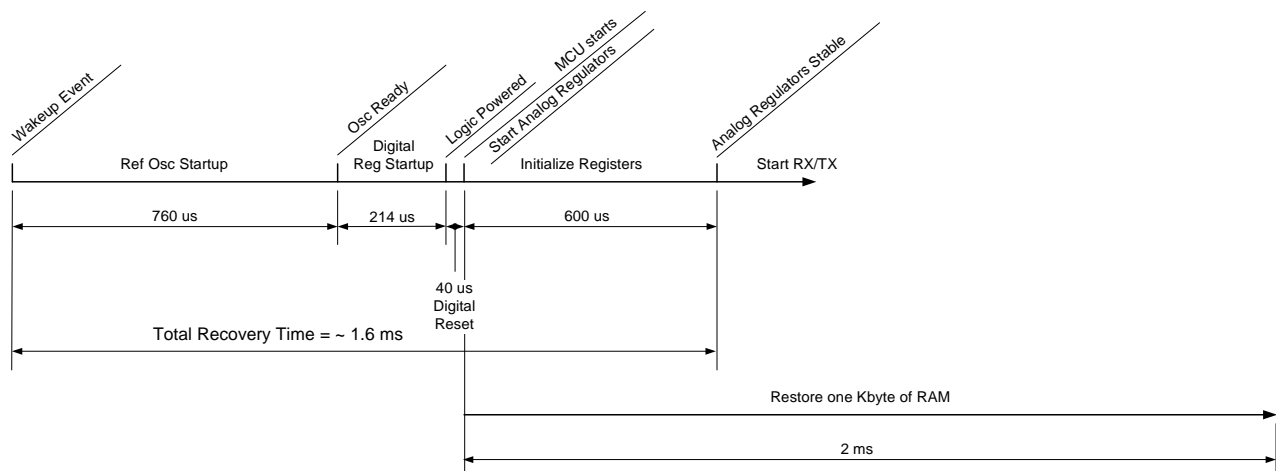 Wakeup Event
Osc Ready
Logic Powered
MCU starts
Start Analog Regulators
Analog Regulators Stable
Ref Osc Startup
Digital
Reg Startup
Initialize Registers
Start RX/TX
760 us
214 us
600 us
40 us
Digital
Reset
Total Recovery Time = ~ 1.6 ms
Restore one Kbyte of RAM
2 ms